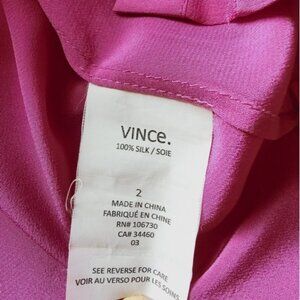 VINCE.
100% SILK / SOIE
2
MADE IN CHINA
FABRIQUÉ EN CHINE
RN# 106730
CA# 34460
03
SEE REVERSE FOR CARE
VOIR AU VERSO POUR LES SOINS